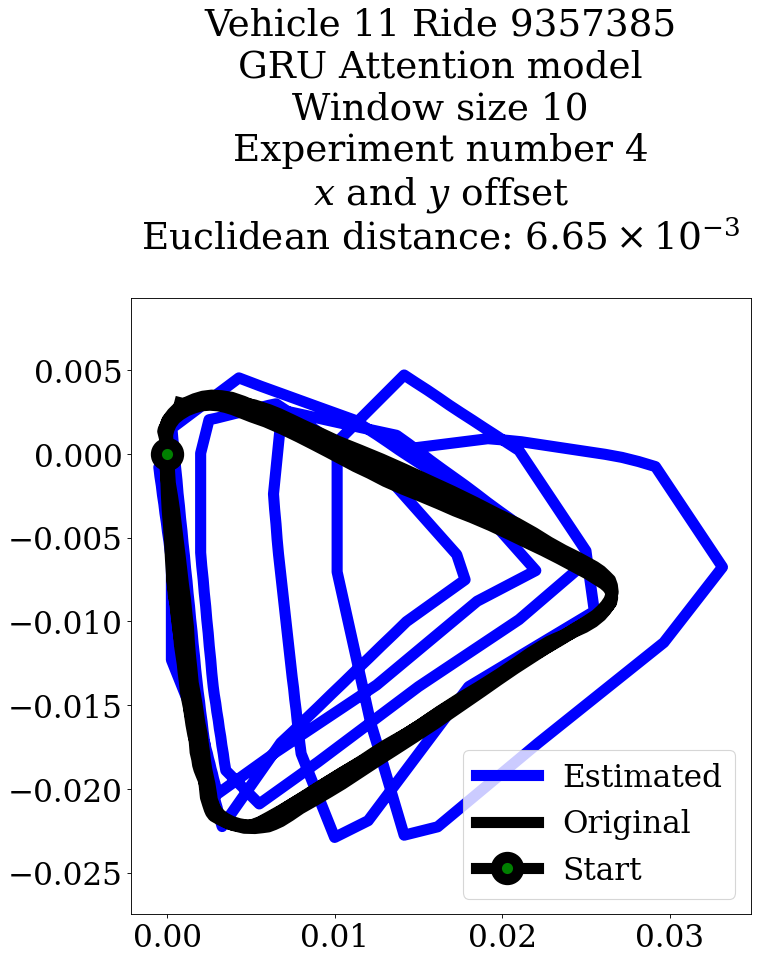 Vehicle 11 Ride 9357385
GRU Attention model
Window size 10
Experiment number 4
x and y offset
Euclidean distance: 6.65 × 10⁻³
0.005
0.000
−0.005
−0.010
−0.015
−0.020
−0.025
Estimated
Original
Start
0.00 0.01 0.02 0.03